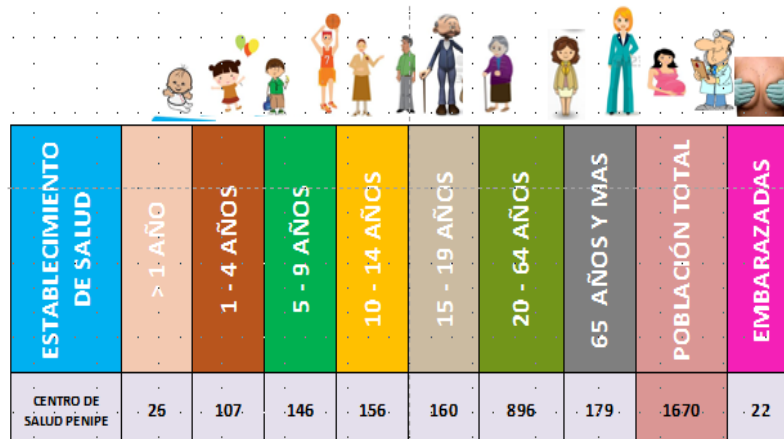 7
ESTABLECIMIENTO
DE SALUD
> 1 AÑO
1 - 4 AÑOS
5 - 9 AÑOS
10 - 14 AÑOS
15 - 19 AÑOS
20 - 64 AÑOS
65 AÑOS Y MAS
POBLACIÓN TOTAL
EMBARAZADAS
CENTRO DE
SALUD PENIPE
26
107
146
156
160
896
179
1670
22